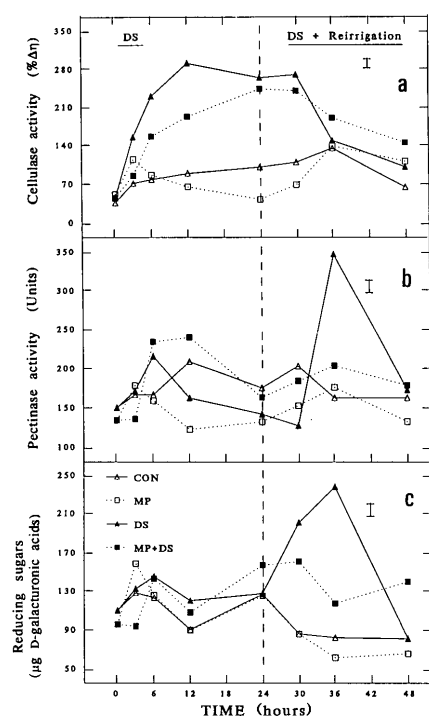 DS
DS + Reirrigation
Cellulase activity (%Δη)
350
280
210
140
70
0
a
Pectinase activity (Units)
350
300
250
200
150
100
b
Reducing sugars
(μg D-galacturonic acids)
250
210
170
130
90
50
CON
MP
DS
MP+DS
c
0 6 12 18 24 30 36 42 48
TIME (hours)